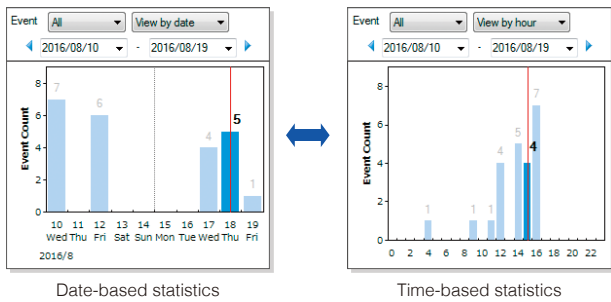 Event All View by date
2016/08/10 - 2016/08/19
Event Count
8
6
4
2
0
7
6
4
5
1
10 11 12 13 14 15 16 17 18 19
Wed Thu Fri Sat Sun Mon Tue Wed Thu Fri
2016/8
Date-based statistics
Event All View by hour
2016/08/10 - 2016/08/19
Event Count
8
6
4
2
0
1
1
1
4
5
4
7
0 2 4 6 8 10 12 14 16 18 20 22
Time-based statistics